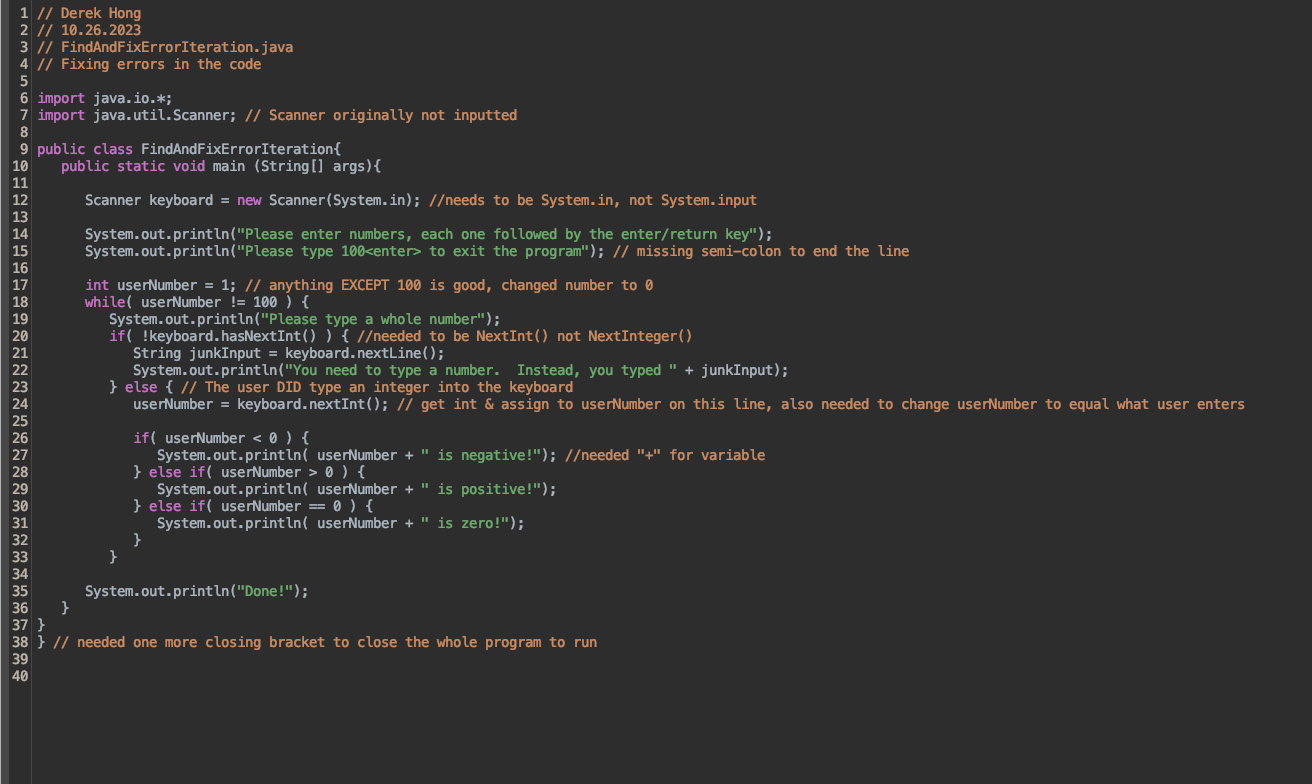 1 // Derek Hong
2 // 10.26.2023
3 // FindAndFixErrorIteration.java
4 // Fixing errors in the code
5
6 import java.io.*;
7 import java.util.Scanner; // Scanner originally not inputted
8
9 public class FindAndFixErrorIteration{
10    public static void main (String[] args){
11
12       Scanner keyboard = new Scanner(System.in); //needs to be System.in, not System.input
13
14       System.out.println("Please enter numbers, each one followed by the enter/return key");
15       System.out.println("Please type 100<enter> to exit the program"); // missing semi-colon to end the line
16
17       int userNumber = 1; // anything EXCEPT 100 is good, changed number to 0
18       while( userNumber != 100 ) {
19          System.out.println("Please type a whole number");
20          if( !keyboard.hasNextInt() ) { //needed to be NextInt() not NextInteger()
21             String junkInput = keyboard.nextLine();
22             System.out.println("You need to type a number.  Instead, you typed " + junkInput);
23          } else { // The user DID type an integer into the keyboard
24             userNumber = keyboard.nextInt(); // get int & assign to userNumber on this line, also needed to change userNumber to equal what user enters
25
26             if( userNumber < 0 ) {
27                System.out.println( userNumber + " is negative!"); //needed "+" for variable
28             } else if( userNumber > 0 ) {
29                System.out.println( userNumber + " is positive!");
30             } else if( userNumber == 0 ) {
31                System.out.println( userNumber + " is zero!");
32             }
33          }
34
35       System.out.println("Done!");
36    }
37 }
38 } // needed one more closing bracket to close the whole program to run
39
40